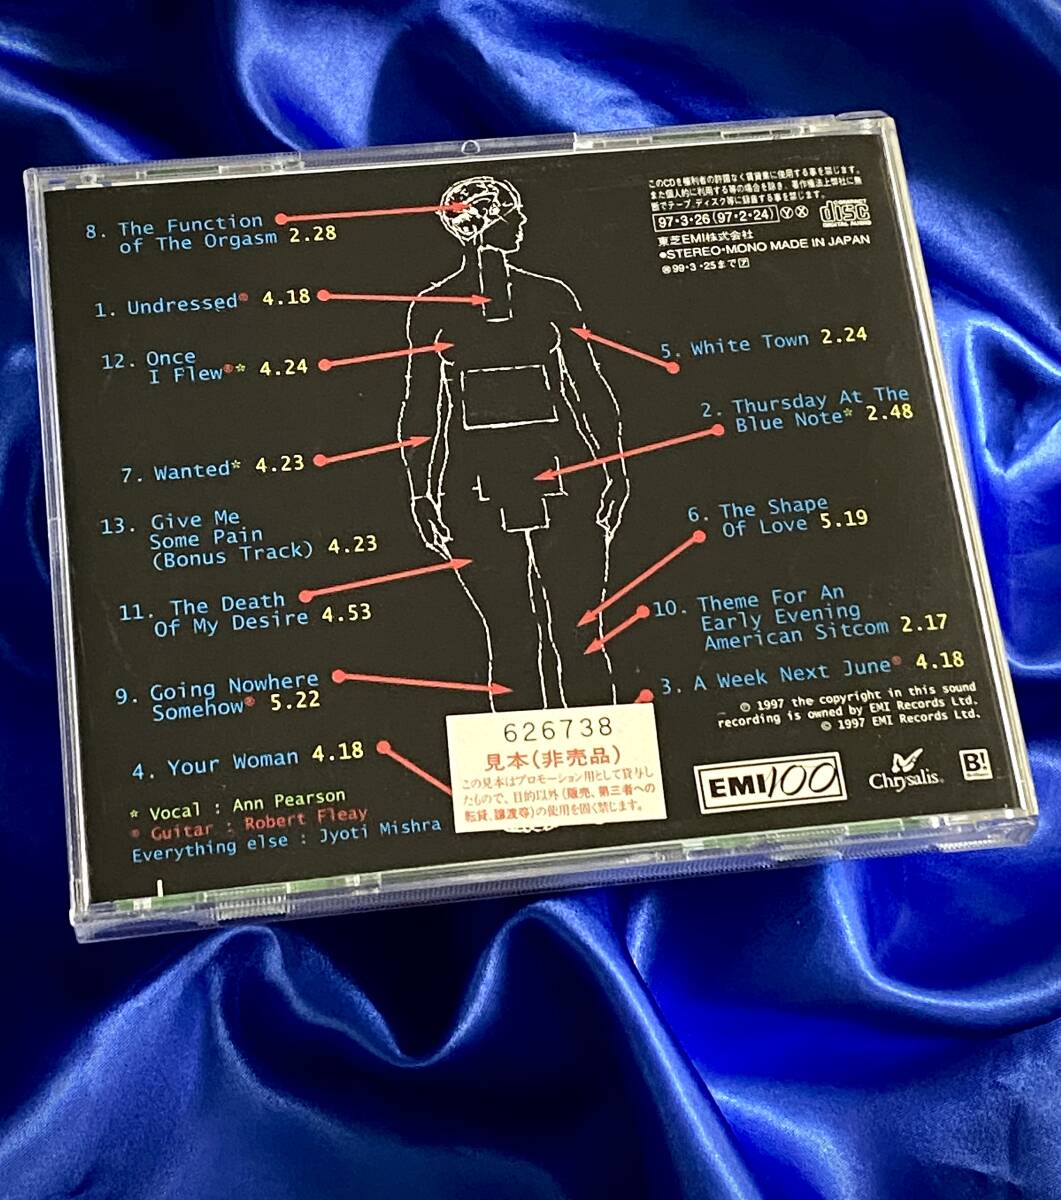 8. The Function
of The Orgasm 2.28
1. Undressed® 4.18
12. Once
I Flew®* 4.24
7. Wanted* 4.23
13. Give Me
Some Pain
(Bonus Track) 4.23
11. The Death
Of My Desire 4.53
9. Going Nowhere
Somehow® 5.22
4. Your Woman 4.18
* Vocal : Ann Pearson
® Guitar : Robert Fleay
Everything else : Jyoti Mishra
このCDを権利者の許諾なく賃貸業に使用する事を禁じます。
また個人的に利用する等の場合を除き、著作権法上弊社に無
断でテープ、ディスク等に録音する事を禁じます。
97・3・26 (97・2・24) Ⓨ Ⓧ
COMPACT disc DIGITAL AUDIO
東芝EMI株式会社
●STEREO・MONO MADE IN JAPAN
99・3・25まで
5. White Town 2.24
2. Thursday At The
Blue Note* 2.48
6. The Shape
Of Love 5.19
10. Theme For An
Early Evening
American Sitcom 2.17
3. A Week Next June® 4.18
℗ 1997 the copyright in this sound
recording is owned by EMI Records Ltd.
© 1997 EMI Records Ltd.
EMI 100
Chrysalis.
B!
626738
見本(非売品)
この見本はプロモーション用として貸与し
たもので、目的以外(販売、第三者への
転貸、譲渡等)の使用を固く禁じます。